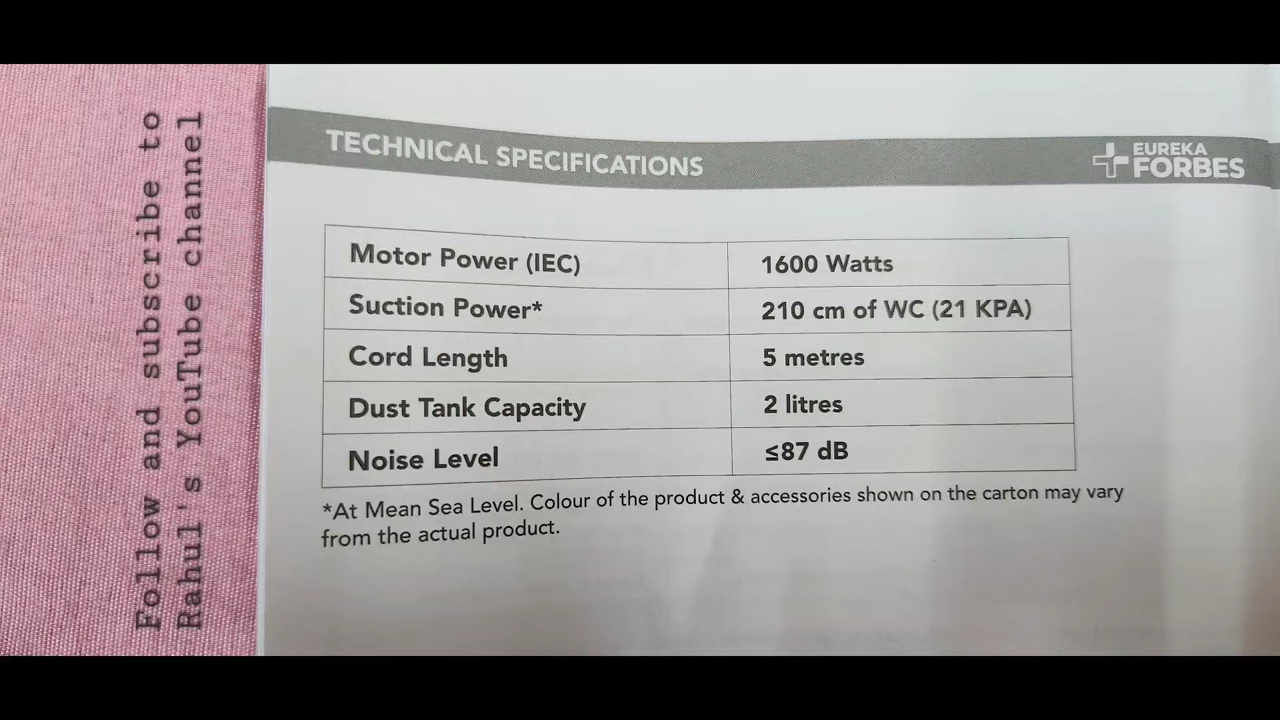 Follow and subscribe to
Rahul's YouTube channel
TECHNICAL SPECIFICATIONS
EUREKA
FORBES
Motor Power (IEC) 1600 Watts
Suction Power* 210 cm of WC (21 KPA)
Cord Length 5 metres
Dust Tank Capacity 2 litres
Noise Level ≤87 dB
*At Mean Sea Level. Colour of the product & accessories shown on the carton may vary
from the actual product.